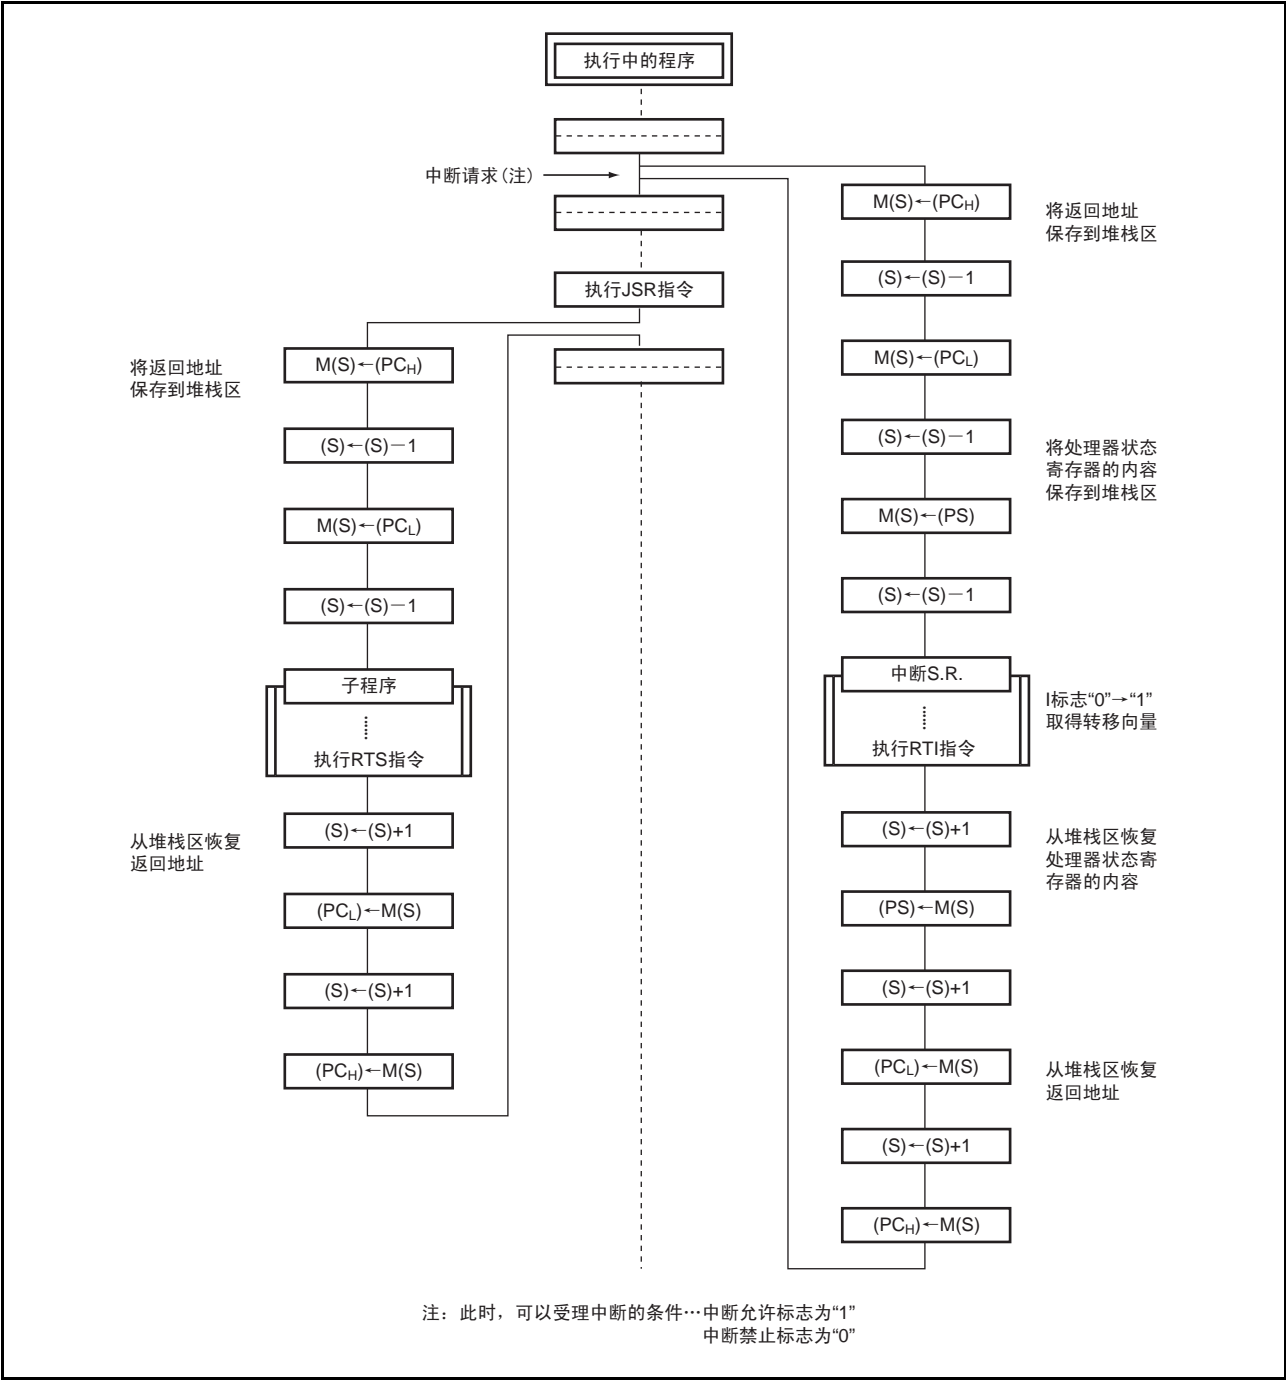 执行中的程序
中断请求(注)
执行JSR指令
将返回地址
保存到堆栈区
M(S)←(PCH)
(S)←(S)−1
M(S)←(PCL)
(S)←(S)−1
子程序
执行RTS指令
从堆栈区恢复
返回地址
(S)←(S)+1
(PCL)←M(S)
(S)←(S)+1
(PCH)←M(S)
M(S)←(PCH)
将返回地址
保存到堆栈区
(S)←(S)−1
M(S)←(PCL)
(S)←(S)−1
将处理器状态
寄存器的内容
保存到堆栈区
M(S)←(PS)
(S)←(S)−1
中断S.R.
执行RTI指令
I标志“0”→“1”
取得转移向量
(S)←(S)+1
从堆栈区恢复
处理器状态寄
存器的内容
(PS)←M(S)
(S)←(S)+1
(PCL)←M(S)
从堆栈区恢复
返回地址
(S)←(S)+1
(PCH)←M(S)
注：此时，可以受理中断的条件…中断允许标志为“1”
中断禁止标志为“0”